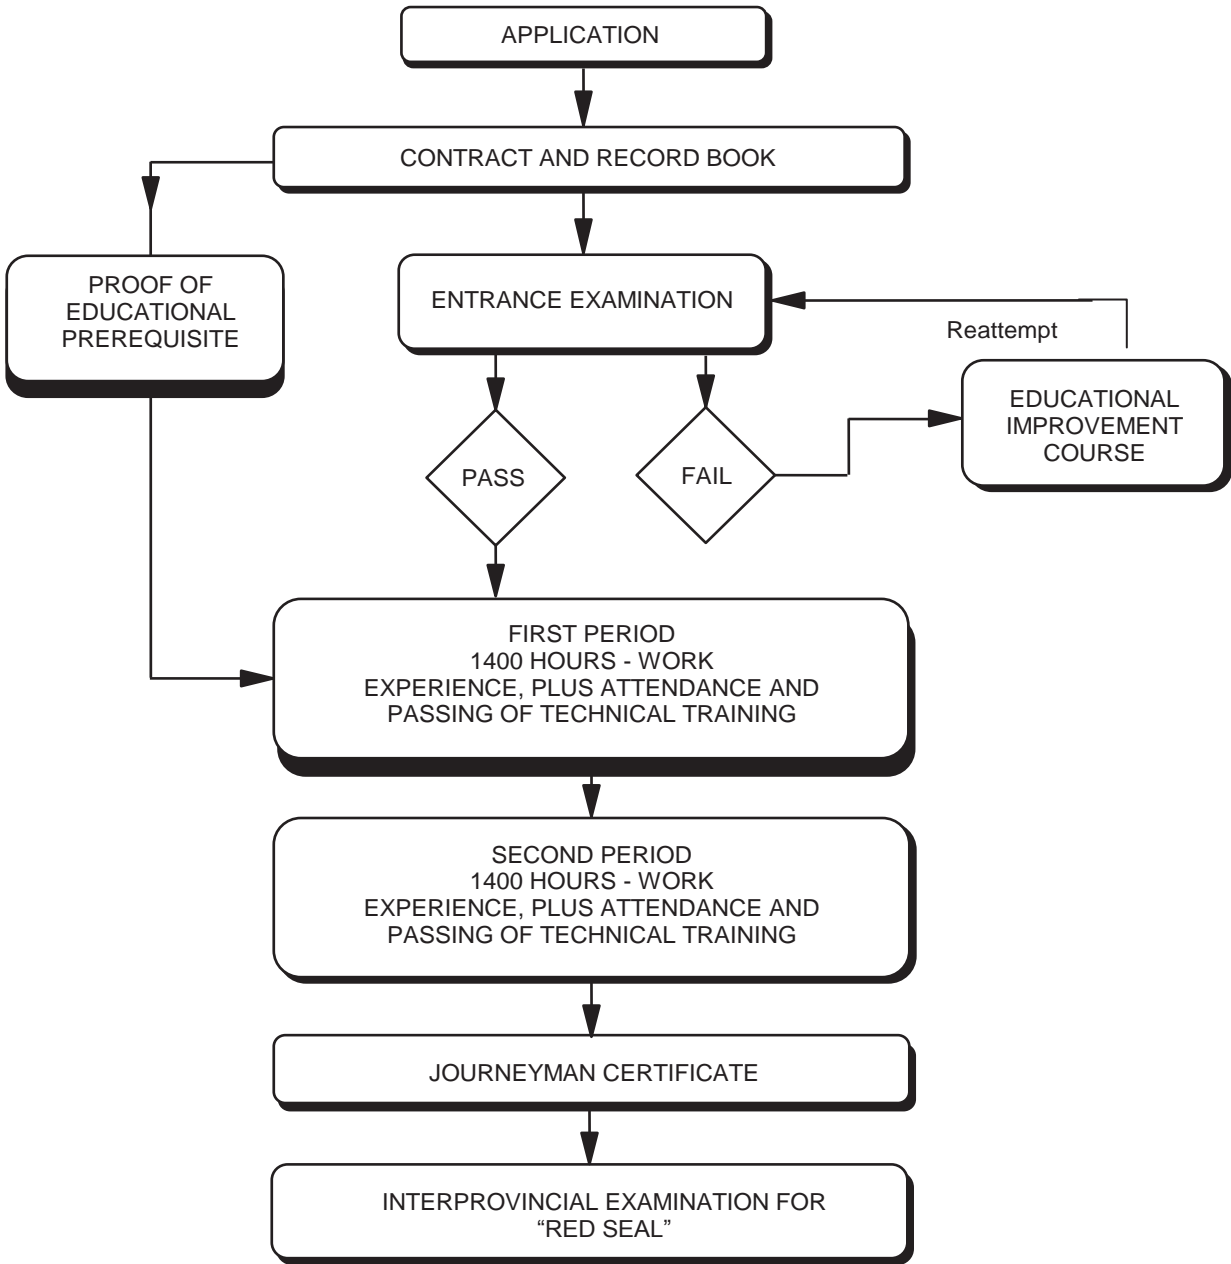 APPLICATION
CONTRACT AND RECORD BOOK
PROOF OF
EDUCATIONAL
PREREQUISITE
ENTRANCE EXAMINATION
Reattempt
EDUCATIONAL
IMPROVEMENT
COURSE
PASS
FAIL
FIRST PERIOD
1400 HOURS - WORK
EXPERIENCE, PLUS ATTENDANCE AND
PASSING OF TECHNICAL TRAINING
SECOND PERIOD
1400 HOURS - WORK
EXPERIENCE, PLUS ATTENDANCE AND
PASSING OF TECHNICAL TRAINING
JOURNEYMAN CERTIFICATE
INTERPROVINCIAL EXAMINATION FOR
“RED SEAL”